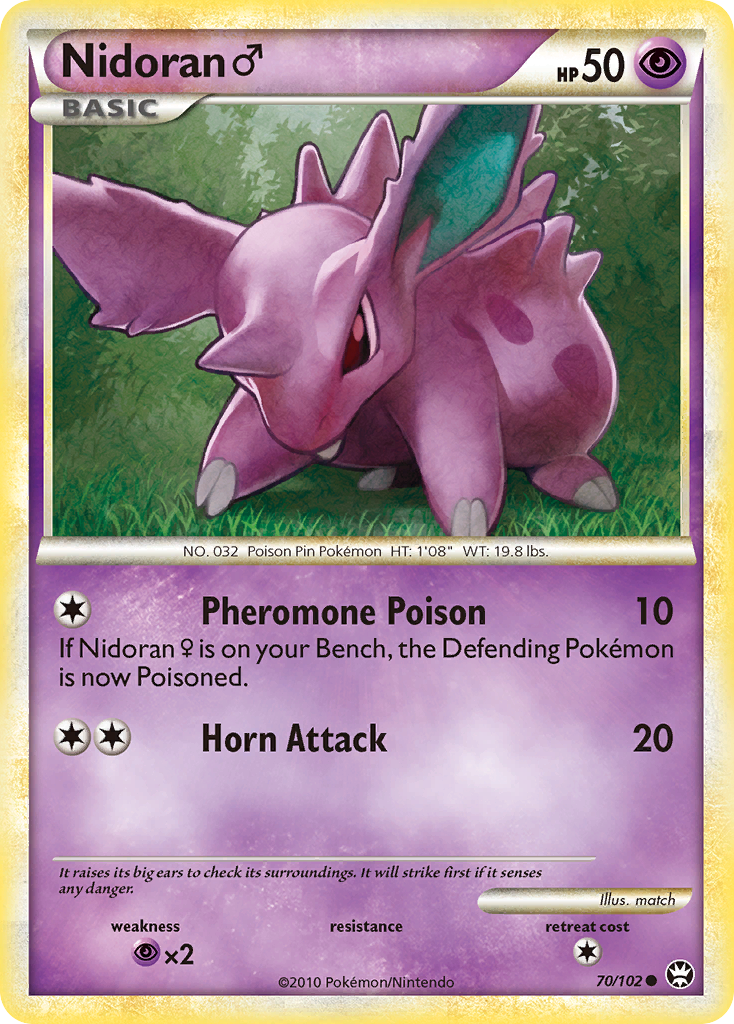 Nidoran♂ HP 50
BASIC
NO. 032 Poison Pin Pokémon HT: 1'08" WT: 19.8 lbs.
Pheromone Poison 10
If Nidoran♀ is on your Bench, the Defending Pokémon
is now Poisoned.
Horn Attack 20
It raises its big ears to check its surroundings. It will strike first if it senses
any danger.
Illus. match
weakness resistance retreat cost
×2
©2010 Pokémon/Nintendo 70/102